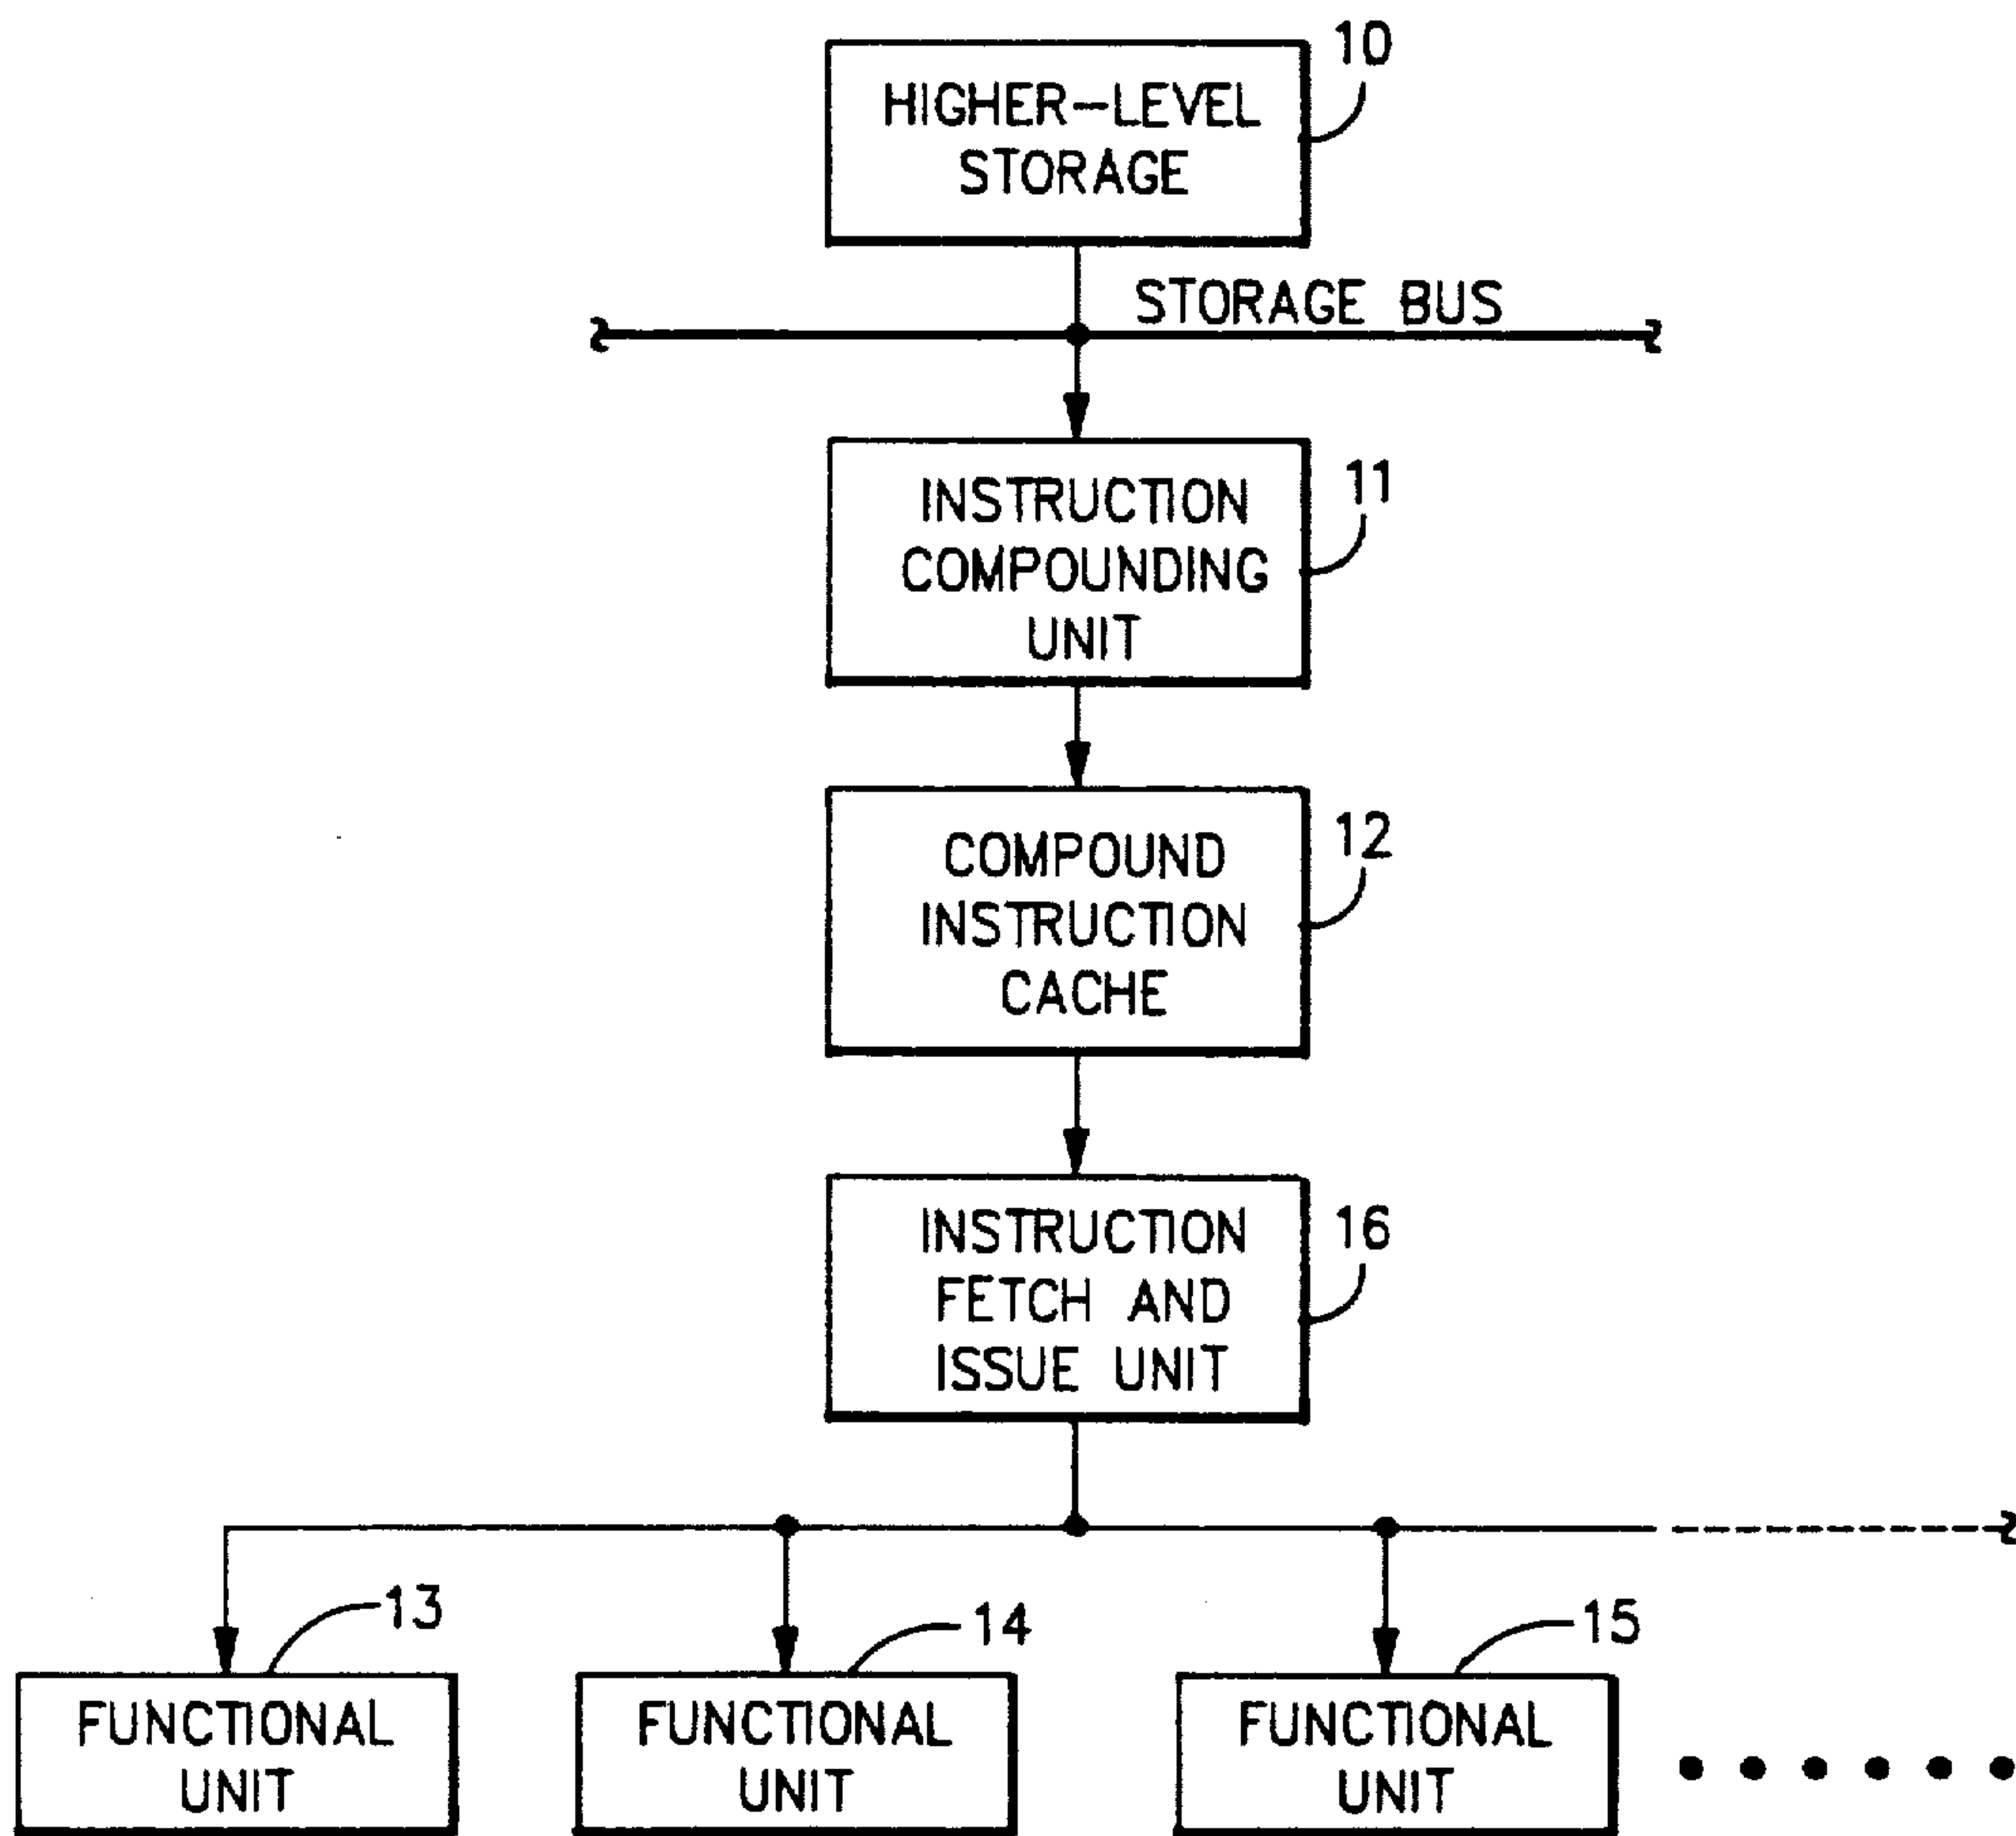 10
HIGHER-LEVEL
STORAGE
STORAGE BUS
11
INSTRUCTION
COMPOUNDING
UNIT
12
COMPOUND
INSTRUCTION
CACHE
16
INSTRUCTION
FETCH AND
ISSUE UNIT
13
14
15
FUNCTIONAL
UNIT
FUNCTIONAL
UNIT
FUNCTIONAL
UNIT